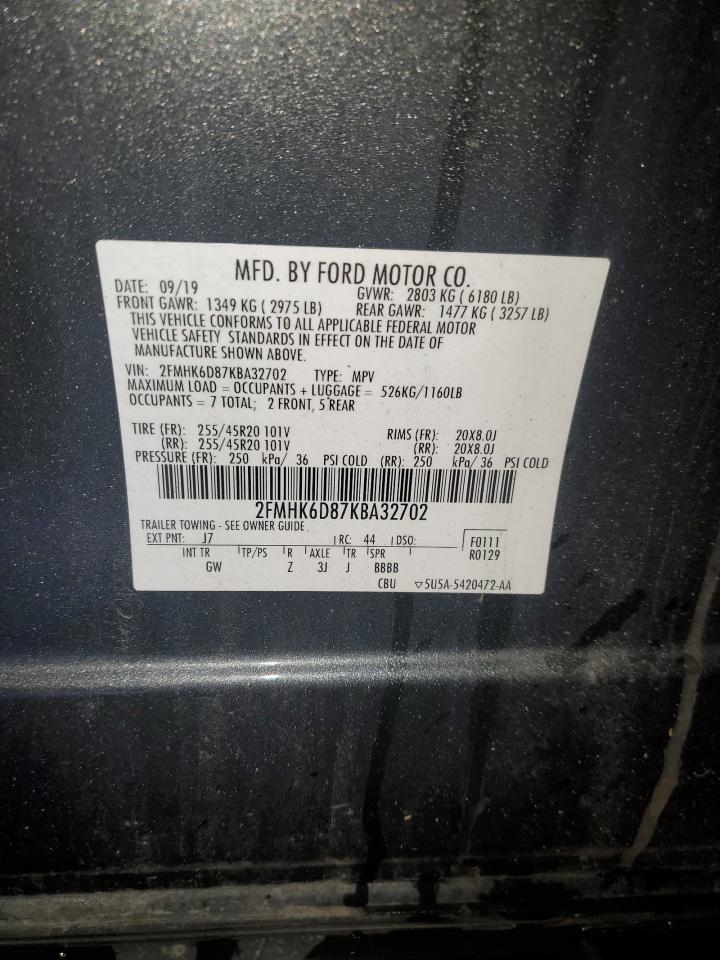 MFD. BY FORD MOTOR CO.
DATE: 09/19 GVWR: 2803 KG ( 6180 LB)
FRONT GAWR: 1349 KG ( 2975 LB) REAR GAWR: 1477 KG ( 3257 LB)
THIS VEHICLE CONFORMS TO ALL APPLICABLE FEDERAL MOTOR
VEHICLE SAFETY STANDARDS IN EFFECT ON THE DATE OF
MANUFACTURE SHOWN ABOVE.
VIN: 2FMHK6D87KBA32702 TYPE: MPV
MAXIMUM LOAD = OCCUPANTS + LUGGAGE = 526KG/1160LB
OCCUPANTS = 7 TOTAL; 2 FRONT, 5 REAR
TIRE (FR): 255/45R20 101V RIMS (FR): 20X8.0J
(RR): 255/45R20 101V (RR): 20X8.0J
PRESSURE (FR): 250 kPa/ 36 PSI COLD (RR): 250 kPa/ 36 PSI COLD
2FMHK6D87KBA32702
TRAILER TOWING - SEE OWNER GUIDE
EXT PNT: J7 RC: 44 DSO: F0111
INT TR TP/PS R AXLE TR SPR R0129
GW Z 3J J BBBB
CBU ▽5U5A-5420472-AA